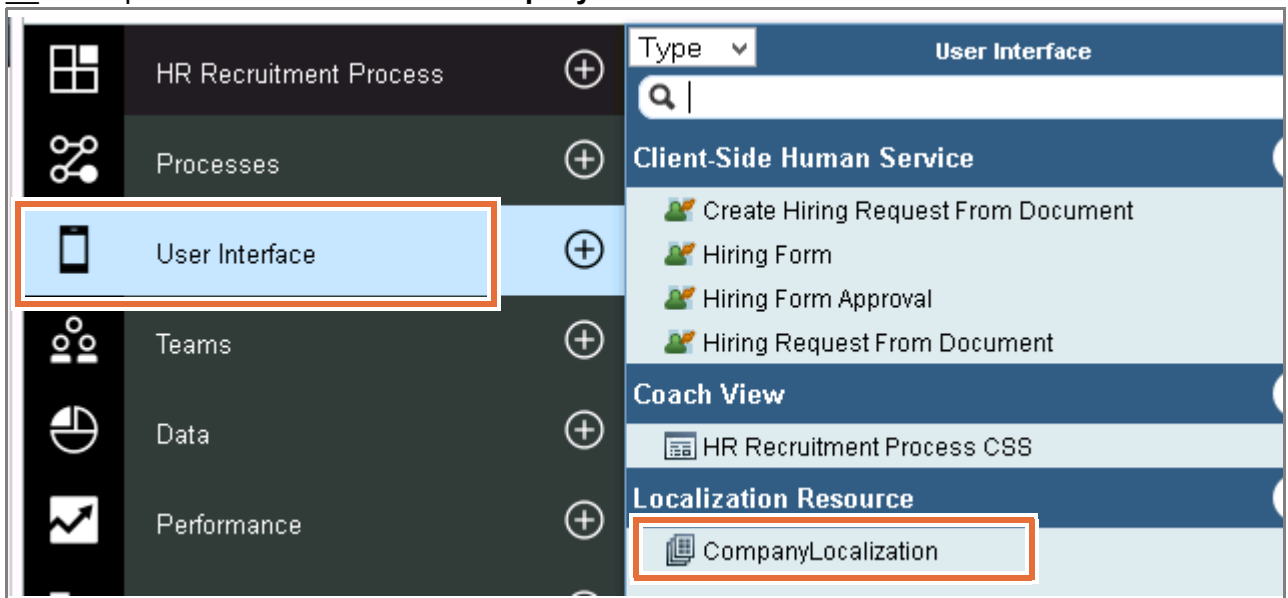 HR Recruitment Process
Processes
User Interface
Teams
Data
Performance
Type
User Interface
Client-Side Human Service
Create Hiring Request From Document
Hiring Form
Hiring Form Approval
Hiring Request From Document
Coach View
HR Recruitment Process CSS
Localization Resource
CompanyLocalization